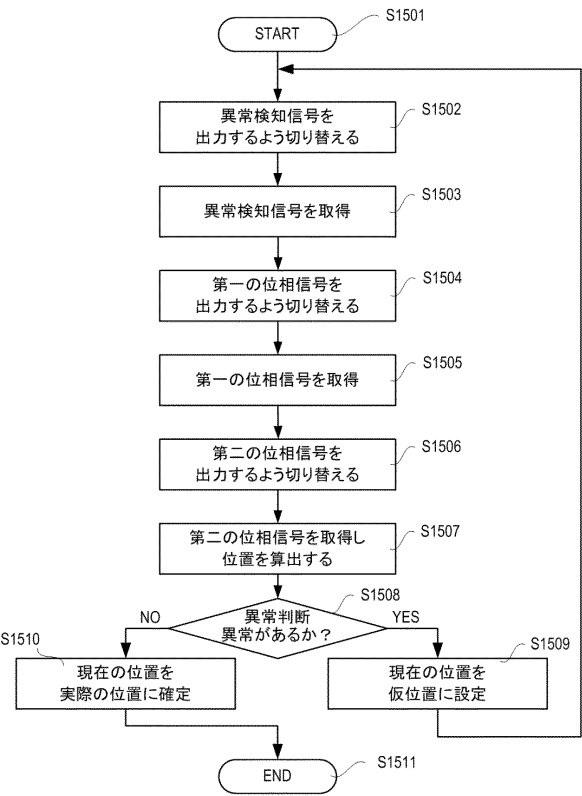 START
S1501
異常検知信号を
出力するよう切り替える
S1502
異常検知信号を取得
S1503
第一の位相信号を
出力するよう切り替える
S1504
第一の位相信号を取得
S1505
第二の位相信号を
出力するよう切り替える
S1506
第二の位相信号を取得し
位置を算出する
S1507
異常判断
異常があるか？
S1508
NO
YES
S1510
現在の位置を
実際の位置に確定
現在の位置を
仮位置に設定
S1509
END
S1511